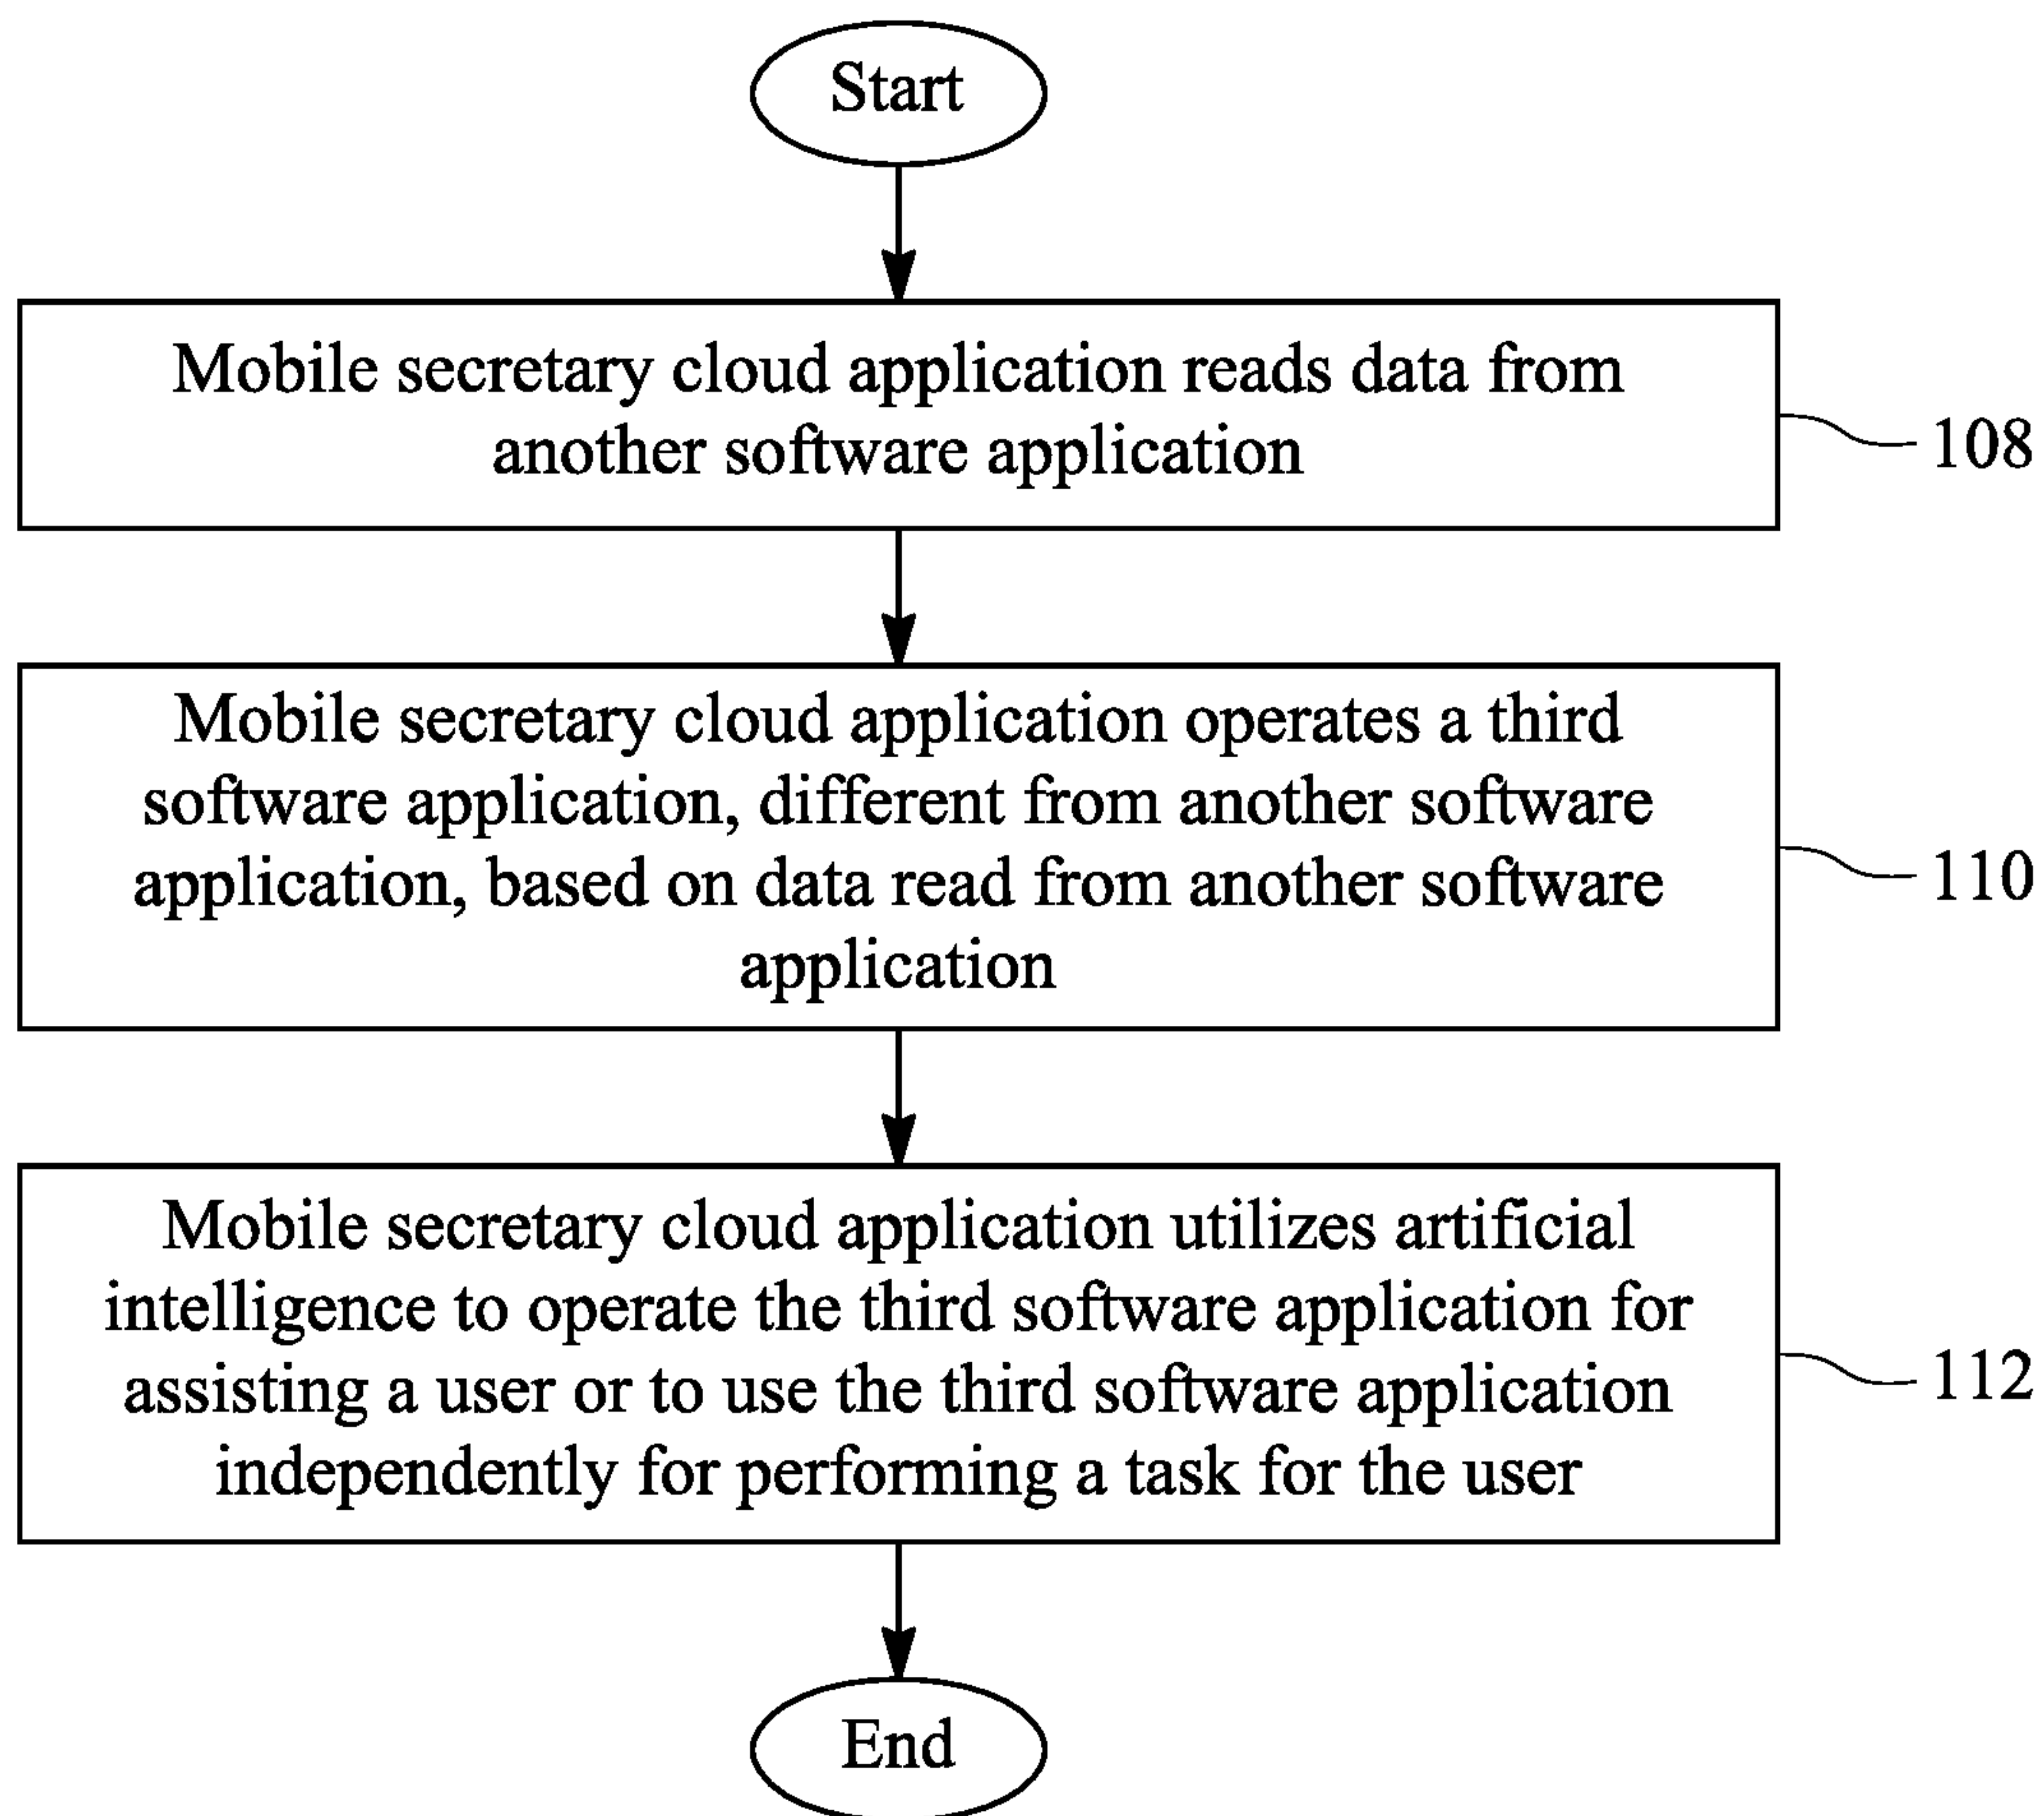 Start
Mobile secretary cloud application reads data from
another software application
108
Mobile secretary cloud application operates a third
software application, different from another software
application, based on data read from another software
application
110
Mobile secretary cloud application utilizes artificial
intelligence to operate the third software application for
assisting a user or to use the third software application
independently for performing a task for the user
112
End